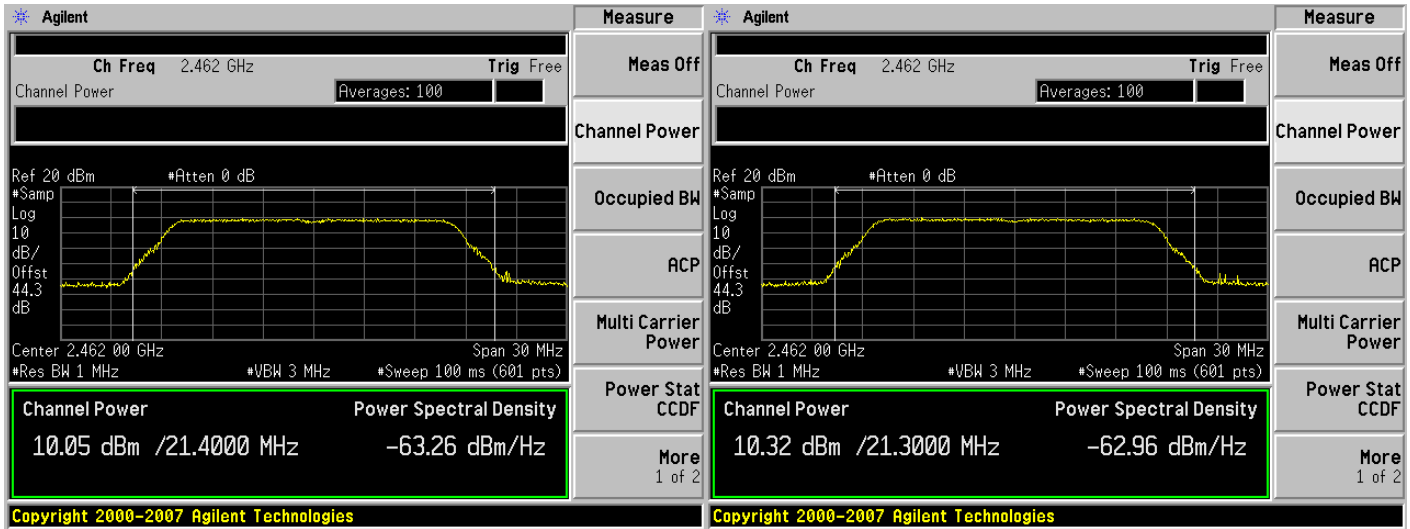 Agilent
Measure
Ch Freq 2.462 GHz Trig Free
Meas Off
Channel Power Averages: 100
Channel Power
Ref 20 dBm #Atten 0 dB
#Samp
Log
10
dB/
Offst
44.3
dB
Occupied BW
ACP
Multi Carrier
Power
Center 2.462 00 GHz Span 30 MHz
#Res BW 1 MHz #VBW 3 MHz #Sweep 100 ms (601 pts)
Power Stat
CCDF
Channel Power Power Spectral Density
10.05 dBm /21.4000 MHz -63.26 dBm/Hz
More
1 of 2
Copyright 2000-2007 Agilent Technologies
Agilent
Measure
Ch Freq 2.462 GHz Trig Free
Meas Off
Channel Power Averages: 100
Channel Power
Ref 20 dBm #Atten 0 dB
#Samp
Log
10
dB/
Offst
44.3
dB
Occupied BW
ACP
Multi Carrier
Power
Center 2.462 00 GHz Span 30 MHz
#Res BW 1 MHz #VBW 3 MHz #Sweep 100 ms (601 pts)
Power Stat
CCDF
Channel Power Power Spectral Density
10.32 dBm /21.3000 MHz -62.96 dBm/Hz
More
1 of 2
Copyright 2000-2007 Agilent Technologies